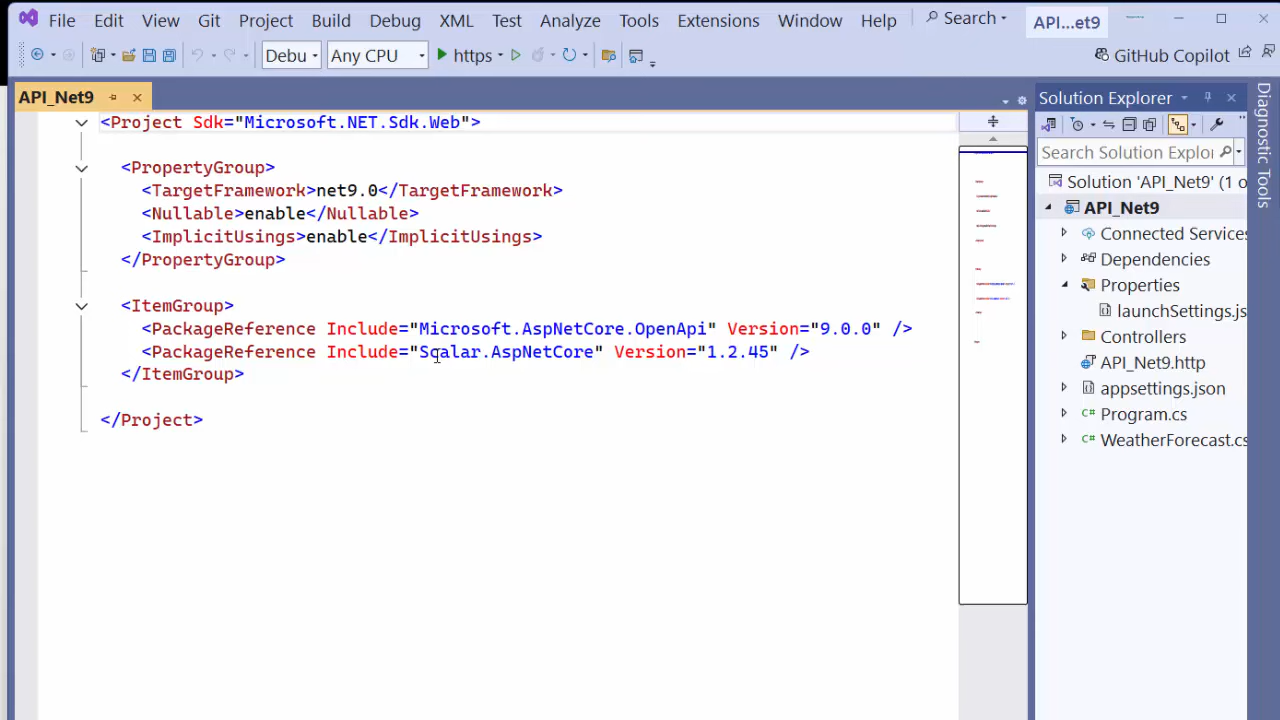 File Edit View Git Project Build Debug XML Test Analyze Tools Extensions Window Help Search API...et9
Debu Any CPU https GitHub Copilot
API_Net9
<Project Sdk="Microsoft.NET.Sdk.Web">
<PropertyGroup>
<TargetFramework>net9.0</TargetFramework>
<Nullable>enable</Nullable>
<ImplicitUsings>enable</ImplicitUsings>
</PropertyGroup>
<ItemGroup>
<PackageReference Include="Microsoft.AspNetCore.OpenApi" Version="9.0.0" />
<PackageReference Include="Scalar.AspNetCore" Version="1.2.45" />
</ItemGroup>
</Project>
Solution Explorer
Search Solution Explo
Solution 'API_Net9' (1 o
API_Net9
Connected Service
Dependencies
Properties
launchSettings.js
Controllers
API_Net9.http
appsettings.json
C# Program.cs
C# WeatherForecast.cs
Diagnostic Tools